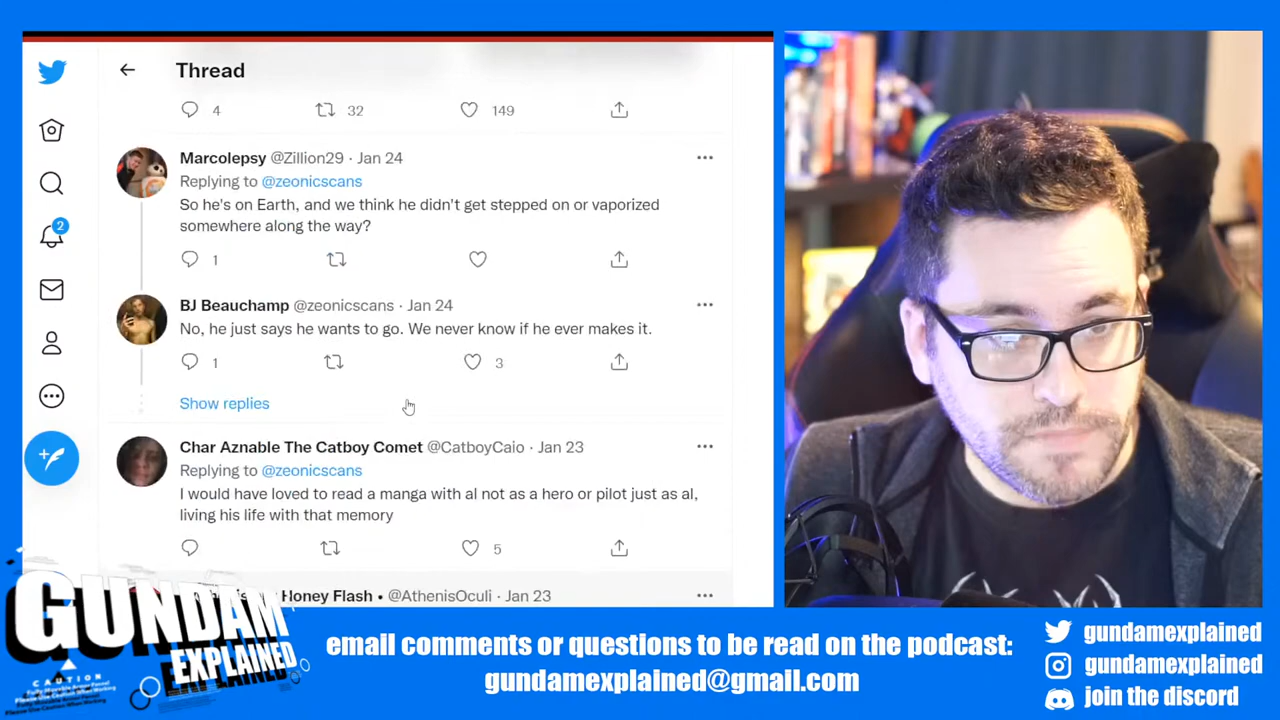 Thread
4 32 149
Marcolepsy @Zillion29 · Jan 24
Replying to @zeonicscans
So he's on Earth, and we think he didn't get stepped on or vaporized
somewhere along the way?
1
2
BJ Beauchamp @zeonicscans · Jan 24
No, he just says he wants to go. We never know if he ever makes it.
1 3
Show replies
Char Aznable The Catboy Comet @CatboyCaio · Jan 23
Replying to @zeonicscans
I would have loved to read a manga with al not as a hero or pilot just as al,
living his life with that memory
5
Honey Flash • @AthenisOculi · Jan 23
GUNDAM
EXPLAINED
CAUTION
email comments or questions to be read on the podcast:
gundamexplained@gmail.com
gundamexplained
gundamexplained
join the discord